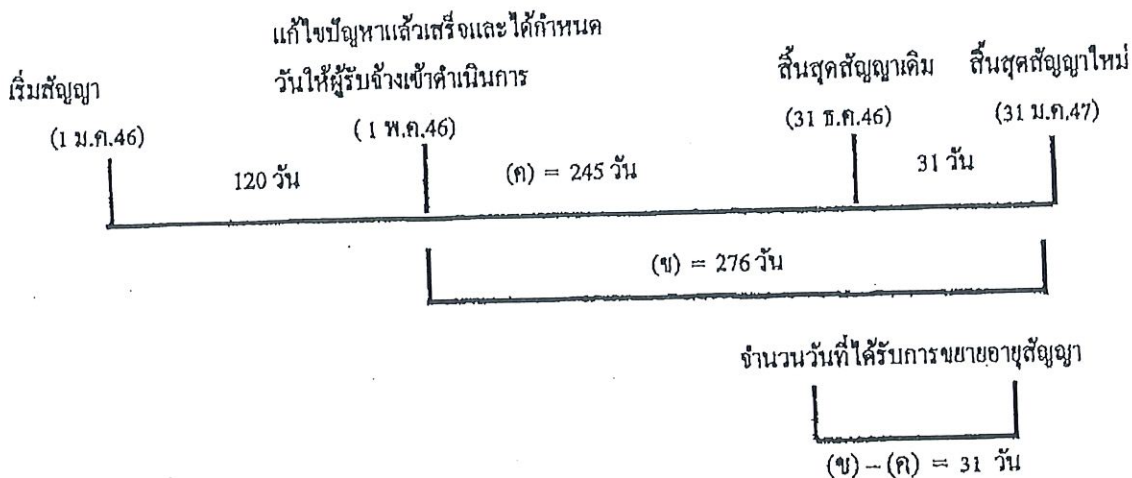 แก้ไขปัญหาแล้วเสร็จและได้กำหนด
วันให้ผู้รับจ้างเข้าดำเนินการ
เริ่มสัญญา
สิ้นสุดสัญญาเดิม
สิ้นสุดสัญญาใหม่
(1 ม.ค.46)
( 1 พ.ค.46)
(31 ธ.ค.46)
(31 ม.ค.47)
120 วัน
(ค) = 245 วัน
31 วัน
(ข) = 276 วัน
จำนวนวันที่ได้รับการขยายอายุสัญญา
(ข) – (ค) = 31 วัน